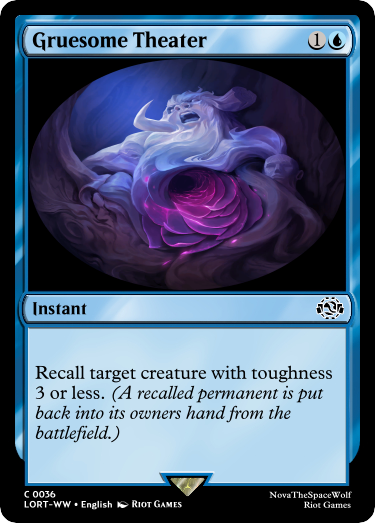 Gruesome Theater 1
Instant
Recall target creature with toughness
3 or less. (A recalled permanent is put
back into its owners hand from the
battlefield.)
C 0036
LORT-WW • English RIOT GAMES
NovaTheSpaceWolf
Riot Games